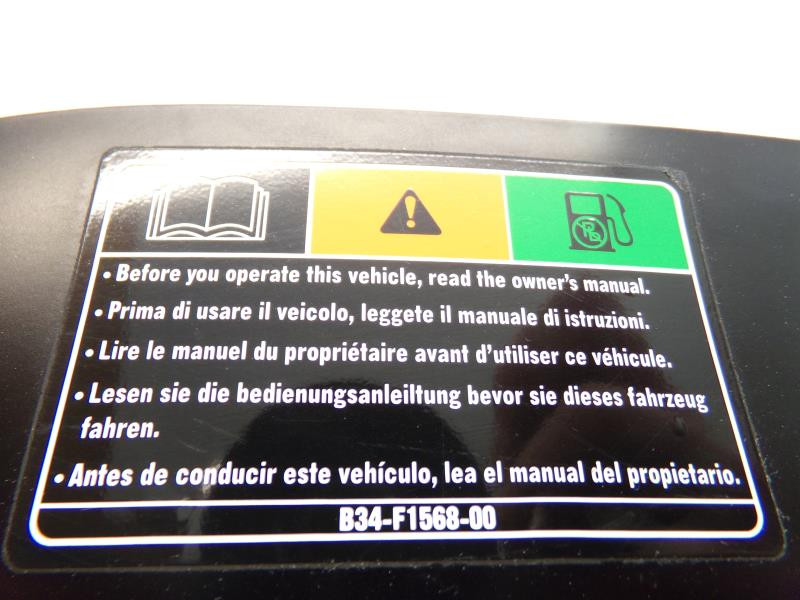 Pb
• Before you operate this vehicle, read the owner's manual.
• Prima di usare il veicolo, leggete il manuale di istruzioni.
• Lire le manuel du propriétaire avant d'utiliser ce véhicule.
• Lesen sie die bedienungsanleiltung bevor sie dieses fahrzeug
fahren.
• Antes de conducir este vehículo, lea el manual del propietario.
B34-F1568-00